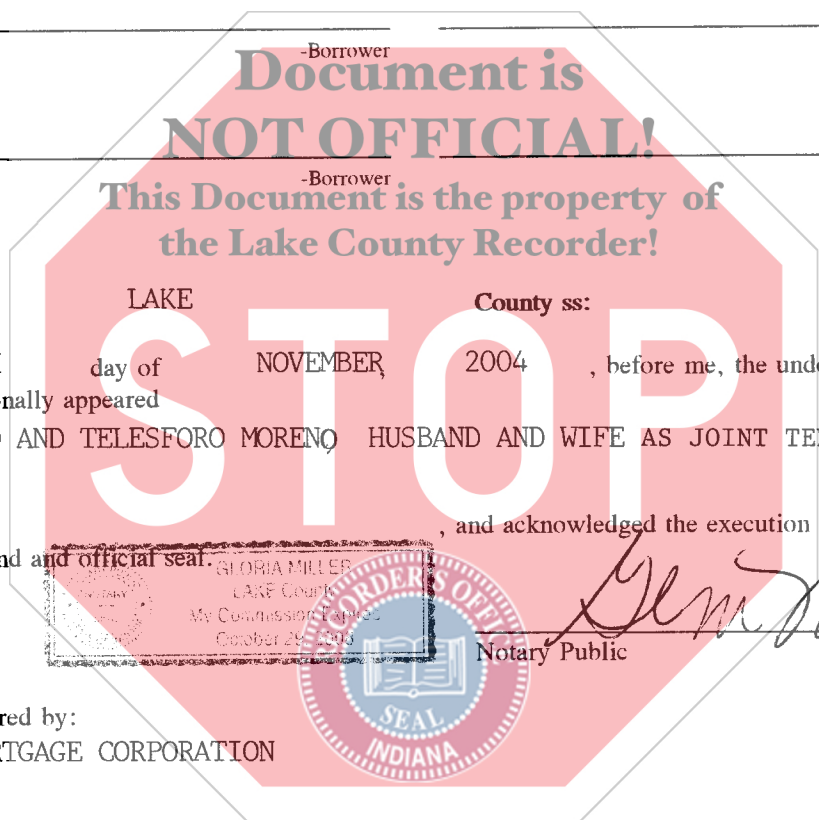 -Borrower
Document is
NOT OFFICIAL!
-Borrower
This Document is the property of
the Lake County Recorder!
LAKE County ss:
day of NOVEMBER, 2004 , before me, the unde
nally appeared
AND TELESFORO MORENO, HUSBAND AND WIFE AS JOINT TE
STOP
, and acknowledged the execution
nd and official seal.
GLORIA MILLER
LAKE County
My Commission Expires
October
RECORDER'S OFFICE
Notary Public
SEAL
INDIANA
red by:
RTGAGE CORPORATION